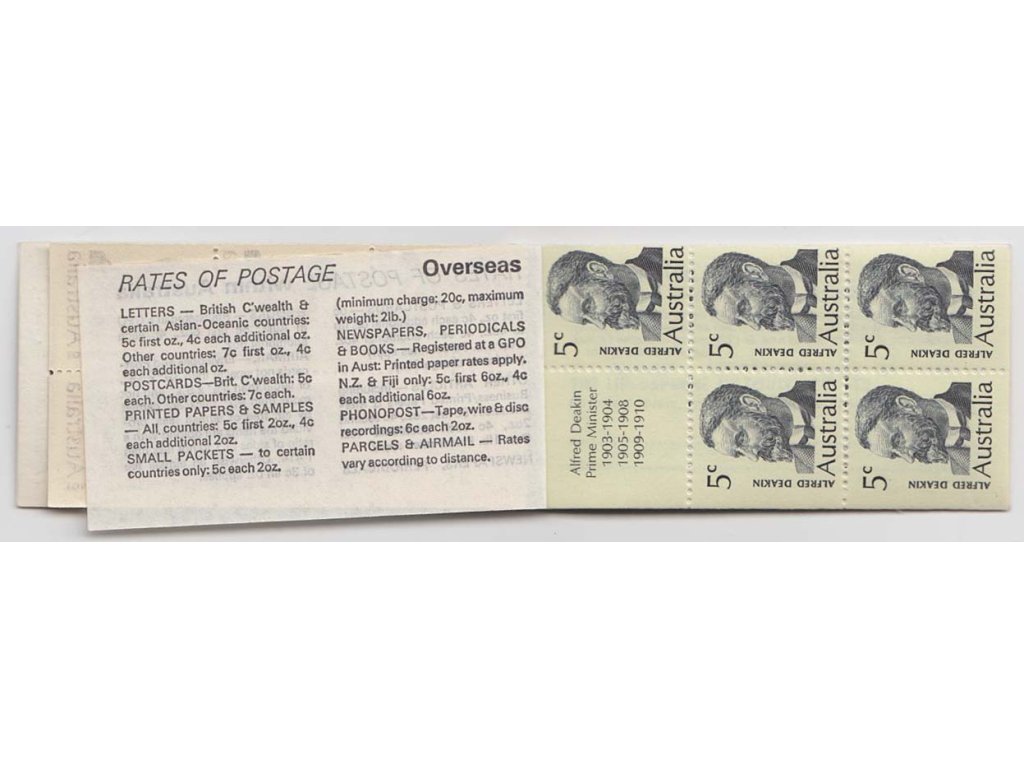 RATES OF POSTAGE
Overseas
LETTERS — British C'wealth &
certain Asian-Oceanic countries:
5c first oz., 4c each additional oz.
Other countries: 7c first oz., 4c
each additional oz.
POSTCARDS—Brit. C'wealth: 5c
each. Other countries: 7c each.
PRINTED PAPERS & SAMPLES
— All countries: 5c first 2oz., 4c
each additional 2oz.
SMALL PACKETS — to certain
countries only: 5c each 2oz.
(minimum charge: 20c, maximum
weight: 2lb.)
NEWSPAPERS, PERIODICALS
& BOOKS — Registered at a GPO
in Aust: Printed paper rates apply.
N.Z. & Fiji only: 5c first 6oz., 4c
each additional 6oz.
PHONOPOST—Tape, wire & disc
recordings: 6c each 2oz.
PARCELS & AIRMAIL — Rates
vary according to distance.
5c
ALFRED DEAKIN
Australia
5c
ALFRED DEAKIN
Australia
5c
ALFRED DEAKIN
Australia
Alfred Deakin
Prime Minister
1903-1904
1905-1908
1909-1910
5c
ALFRED DEAKIN
Australia
5c
ALFRED DEAKIN
Australia